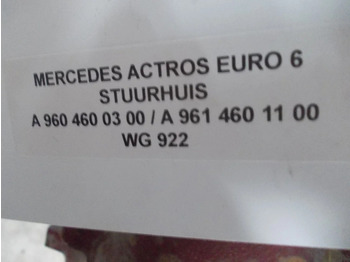 MERCEDES ACTROS EURO 6
STUURHUIS
A 960 460 03 00 / A 961 460 11 00
WG 922